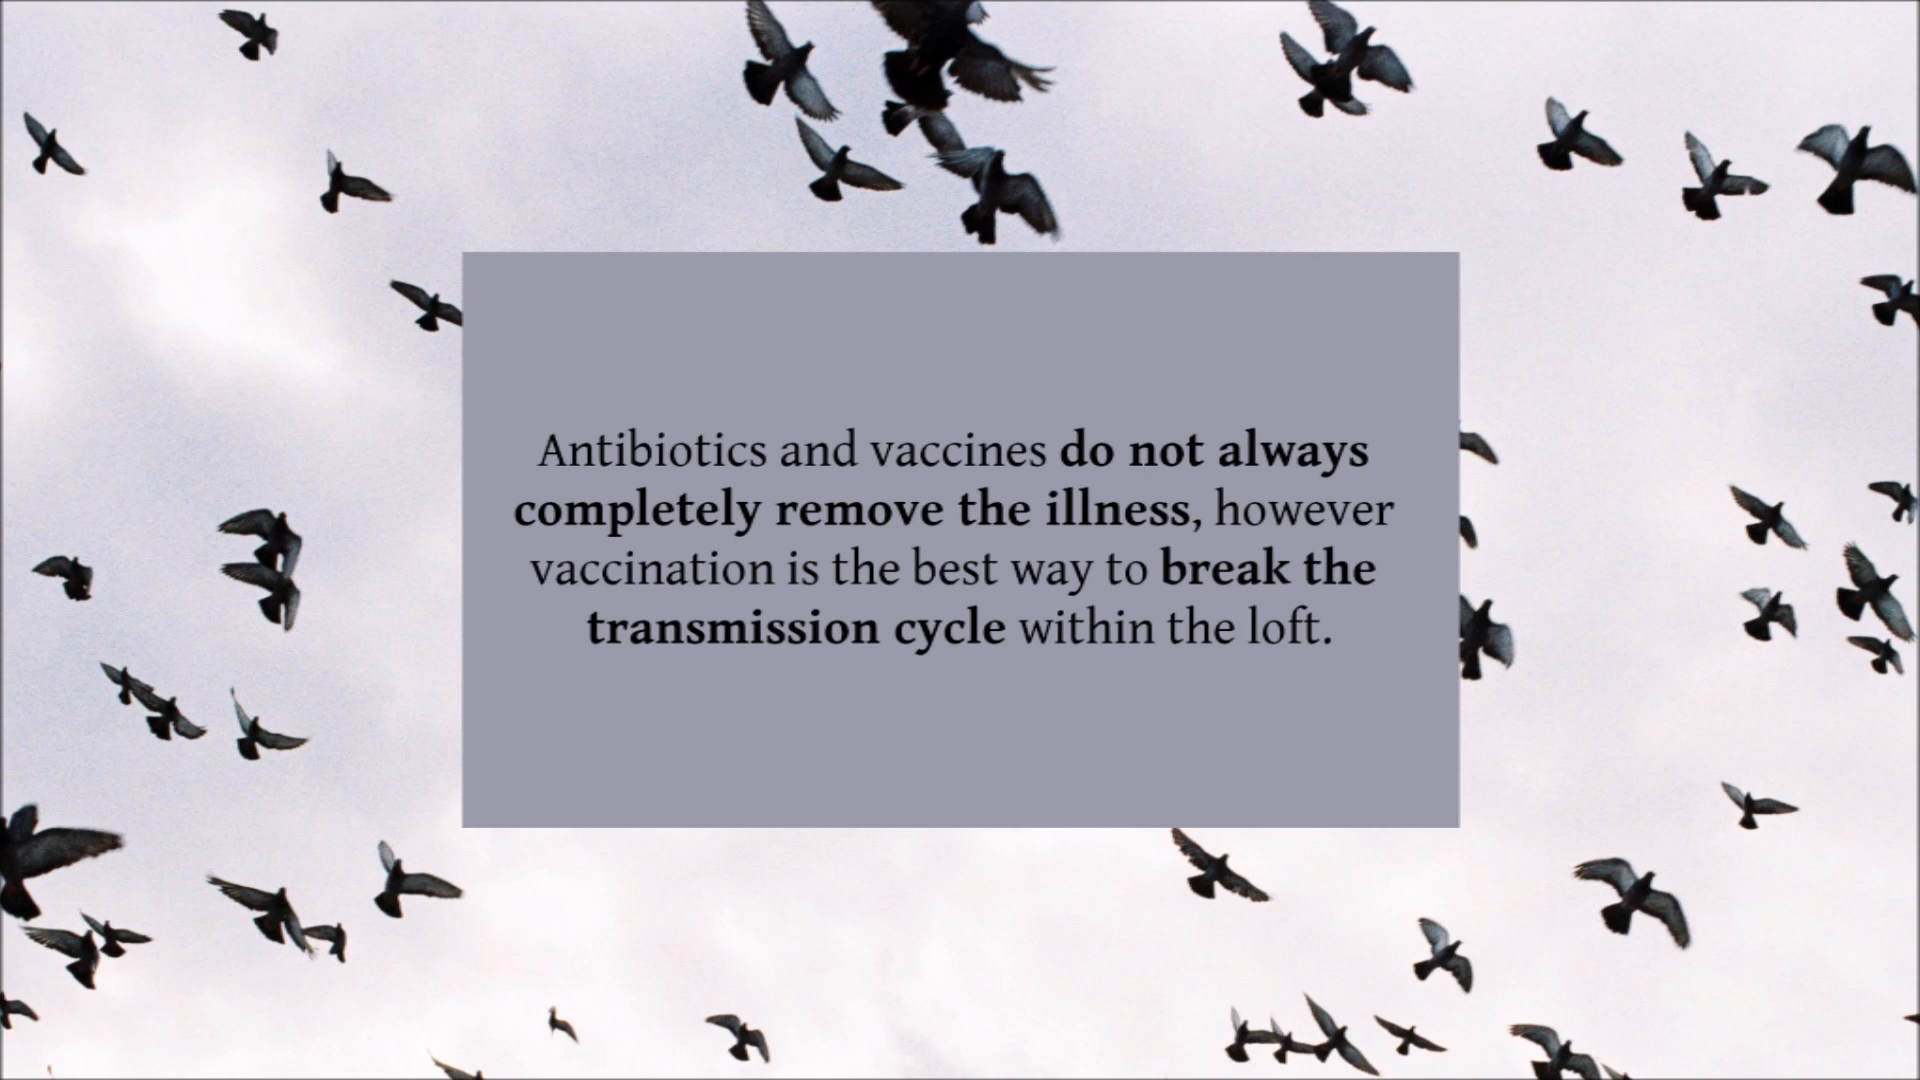 Antibiotics and vaccines do not always
completely remove the illness, however
vaccination is the best way to break the
transmission cycle within the loft.